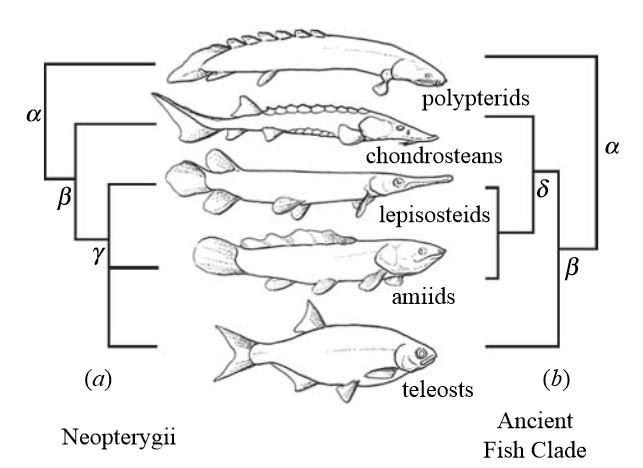 polypterids
α
α
chondrosteans
β
δ
lepisosteids
γ
β
amiids
(a)
teleosts
(b)
Neopterygii
Ancient
Fish Clade